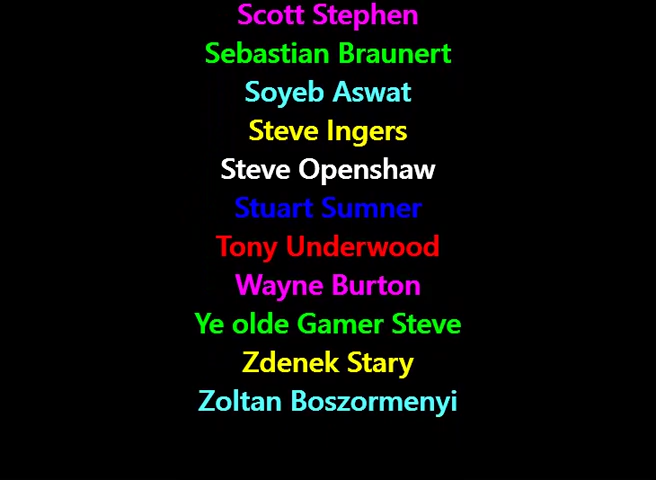 Scott Stephen
Sebastian Braunert
Soyeb Aswat
Steve Ingers
Steve Openshaw
Stuart Sumner
Tony Underwood
Wayne Burton
Ye olde Gamer Steve
Zdenek Stary
Zoltan Boszormenyi